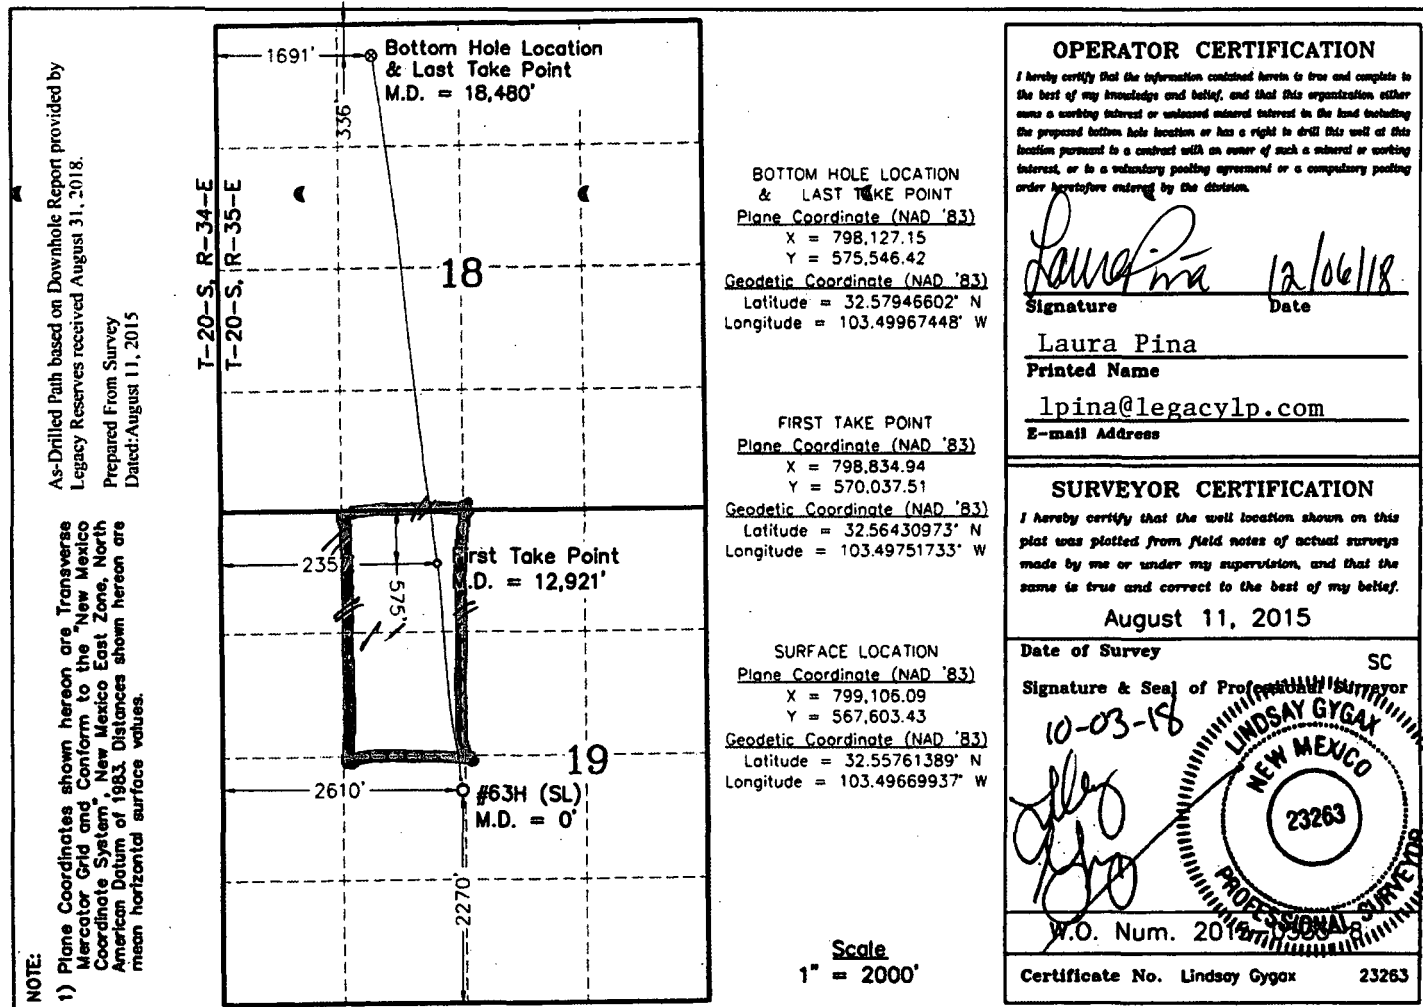 As-Drilled Path based on Downhole Report provided by
Legacy Reserves received August 31, 2018.
Prepared From Survey
Dated:August 11, 2015
NOTE:
1) Plane Coordinates shown hereon are Transverse
Mercator Grid and Conform to the "New Mexico
Coordinate System", New Mexico East Zone, North
American Datum of 1983. Distances shown hereon are
mean horizontal surface values.
T-20-S, R-34-E
T-20-S, R-35-E
1691'
336'
Bottom Hole Location
& Last Take Point
M.D. = 18,480'
18
235
575'
rst Take Point
.D. = 12,921'
19
2610'
#63H (SL)
M.D. = 0'
2270'
BOTTOM HOLE LOCATION
& LAST TAKE POINT
Plane Coordinate (NAD '83)
X = 798,127.15
Y = 575,546.42
Geodetic Coordinate (NAD '83)
Latitude = 32.57946602° N
Longitude = 103.49967448° W
FIRST TAKE POINT
Plane Coordinate (NAD '83)
X = 798,834.94
Y = 570,037.51
Geodetic Coordinate (NAD '83)
Latitude = 32.56430973° N
Longitude = 103.49751733° W
SURFACE LOCATION
Plane Coordinate (NAD '83)
X = 799,106.09
Y = 567,603.43
Geodetic Coordinate (NAD '83)
Latitude = 32.55761389° N
Longitude = 103.49669937° W
Scale
1" = 2000'
OPERATOR CERTIFICATION
I hereby certify that the information contained herein is true and complete to
the best of my knowledge and belief, and that this organization either
owns a working interest or unleased mineral interest in the land including
the proposed bottom hole location or has a right to drill this well at this
location pursuant to a contract with an owner of such a mineral or working
interest, or to a voluntary pooling agreement or a compulsory pooling
order heretofore entered by the division.
Laura Pina 12/06/18
Signature Date
Laura Pina
Printed Name
lpina@legacylp.com
E-mail Address
SURVEYOR CERTIFICATION
I hereby certify that the well location shown on this
plat was plotted from field notes of actual surveys
made by me or under my supervision, and that the
same is true and correct to the best of my belief.
August 11, 2015
Date of Survey
SC
Signature & Seal of Professional Surveyor
10-03-18
LINDSAY GYGAX
NEW MEXICO
23263
PROFESSIONAL SURVEYOR
W.O. Num.
Certificate No. Lindsay Gygax 23263